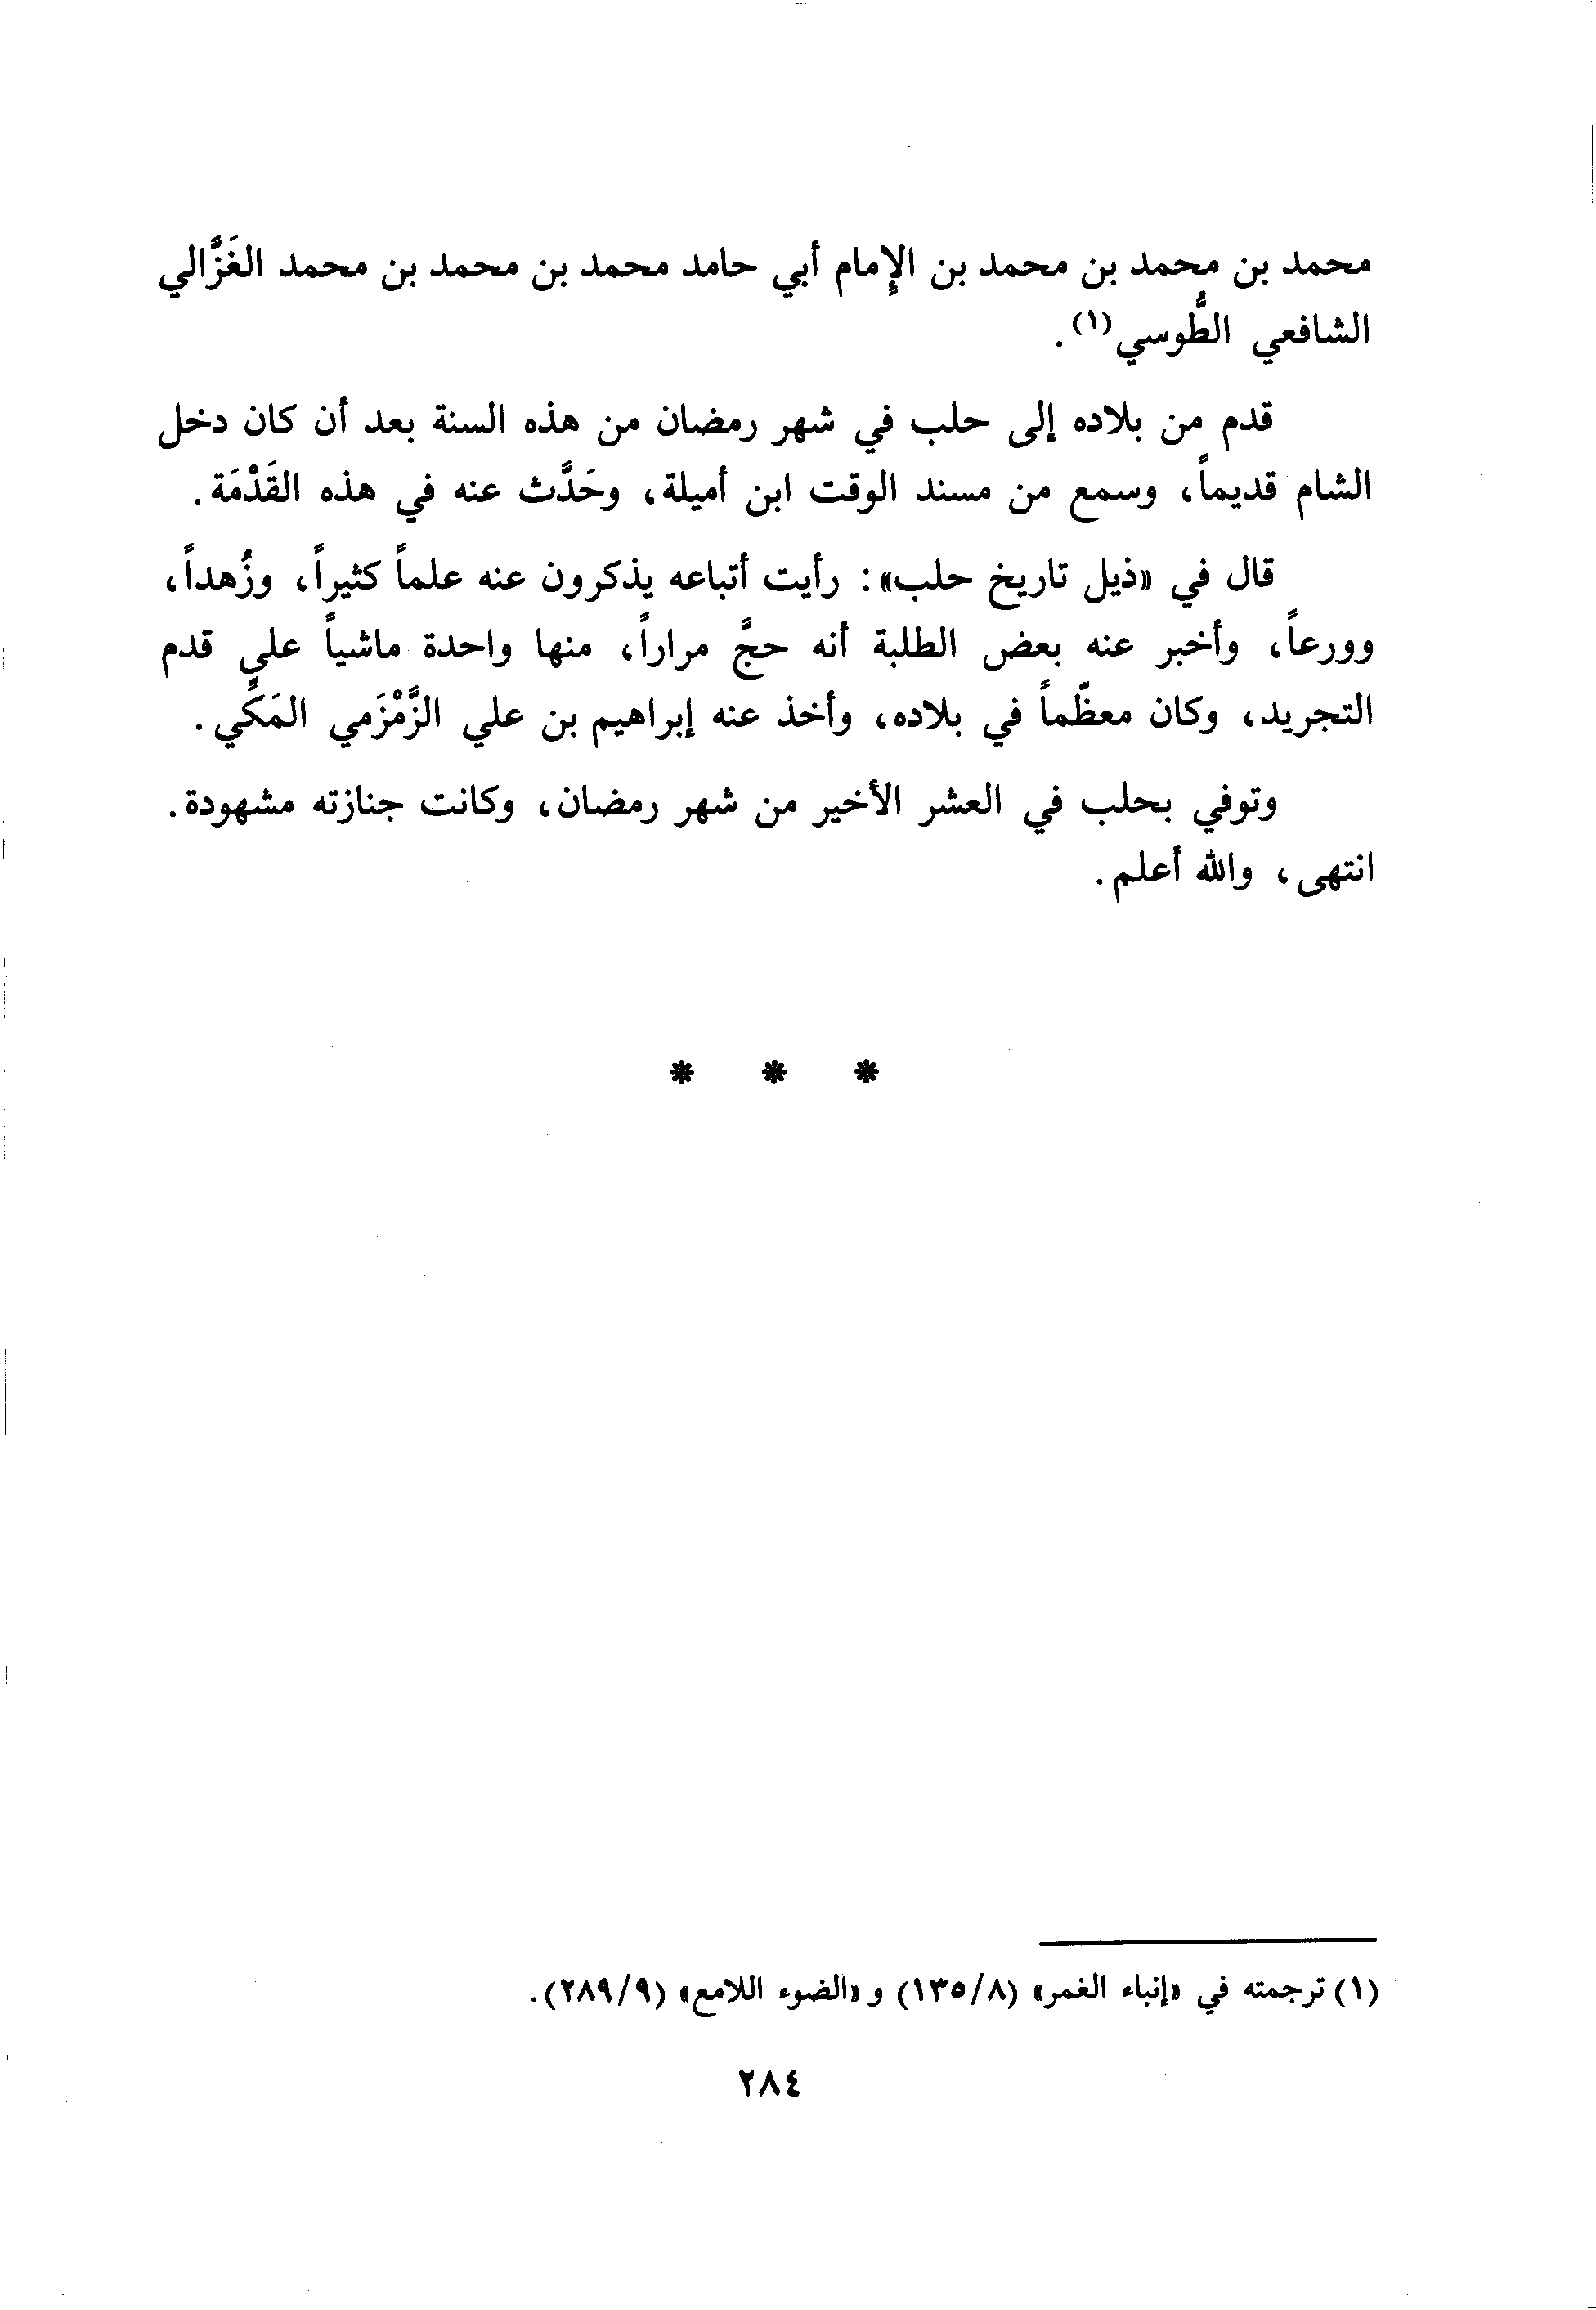 محمد بن محمد بن محمد بن الإمام أبي حامد محمد بن محمد بن محمد الغَزَّالي
الشافعي الطُّوسي(١).
قدم من بلاده إلى حلب في شهر رمضان من هذه السنة بعد أن كان دخل
الشام قديماً، وسمع من مسند الوقت ابن أميلة، وحَدَّث عنه في هذه القَدْمَة.
قال في «ذيل تاريخ حلب»: رأيت أتباعه يذكرون عنه علماً كثيراً، وزُهداً،
وورعاً، وأخبر عنه بعض الطلبة أنه حجَّ مراراً، منها واحدة ماشياً على قدم
التجريد، وكان معظّماً في بلاده، وأخذ عنه إبراهيم بن علي الزَّمْزَمي المَكِّي.
وتوفي بحلب في العشر الأخير من شهر رمضان، وكانت جنازته مشهودة.
انتهى، والله أعلم.
* * *
(١) ترجمته في «إنباء الغمر» (١٣٥/٨) و«الضوء اللامع» (٢٨٩/٩).
٢٨٤